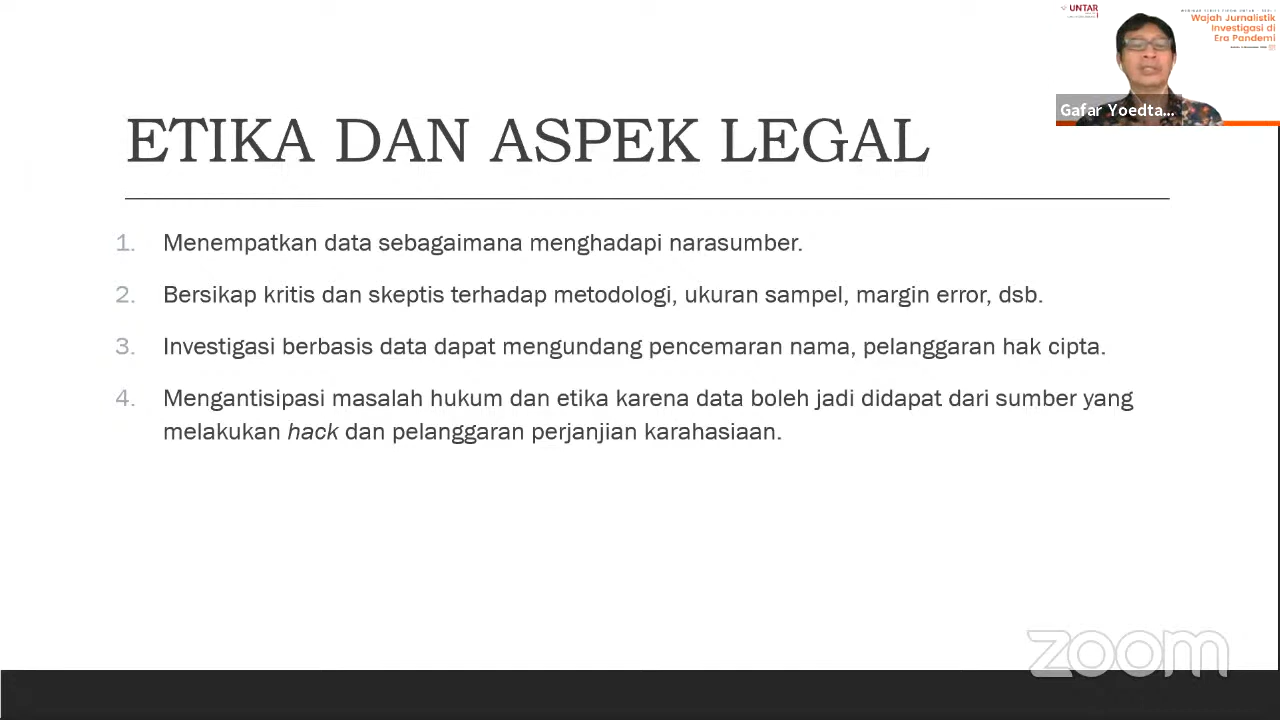 UNTAR
Wajah Jurnalistik
Investigasi di
Era Pandemi
Gafar Yoedta...
ETIKA DAN ASPEK LEGAL
1. Menempatkan data sebagaimana menghadapi narasumber.
2. Bersikap kritis dan skeptis terhadap metodologi, ukuran sampel, margin error, dsb.
3. Investigasi berbasis data dapat mengundang pencemaran nama, pelanggaran hak cipta.
4. Mengantisipasi masalah hukum dan etika karena data boleh jadi didapat dari sumber yang
melakukan hack dan pelanggaran perjanjian karahasiaan.
zoom